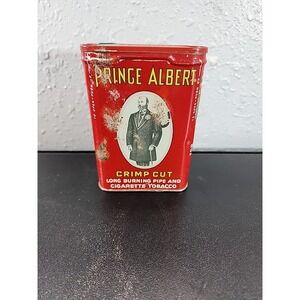 PRINCE ALBERT
CRIMP CUT
LONG BURNING PIPE AND
CIGARETTE TOBACCO